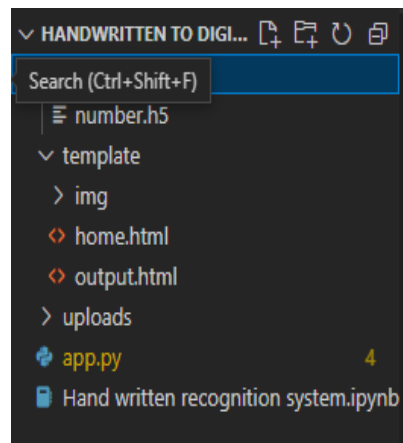 HANDWRITTEN TO DIGI...
Search (Ctrl+Shift+F)
number.h5
template
img
home.html
output.html
uploads
app.py 4
Hand written recognition system.ipynb